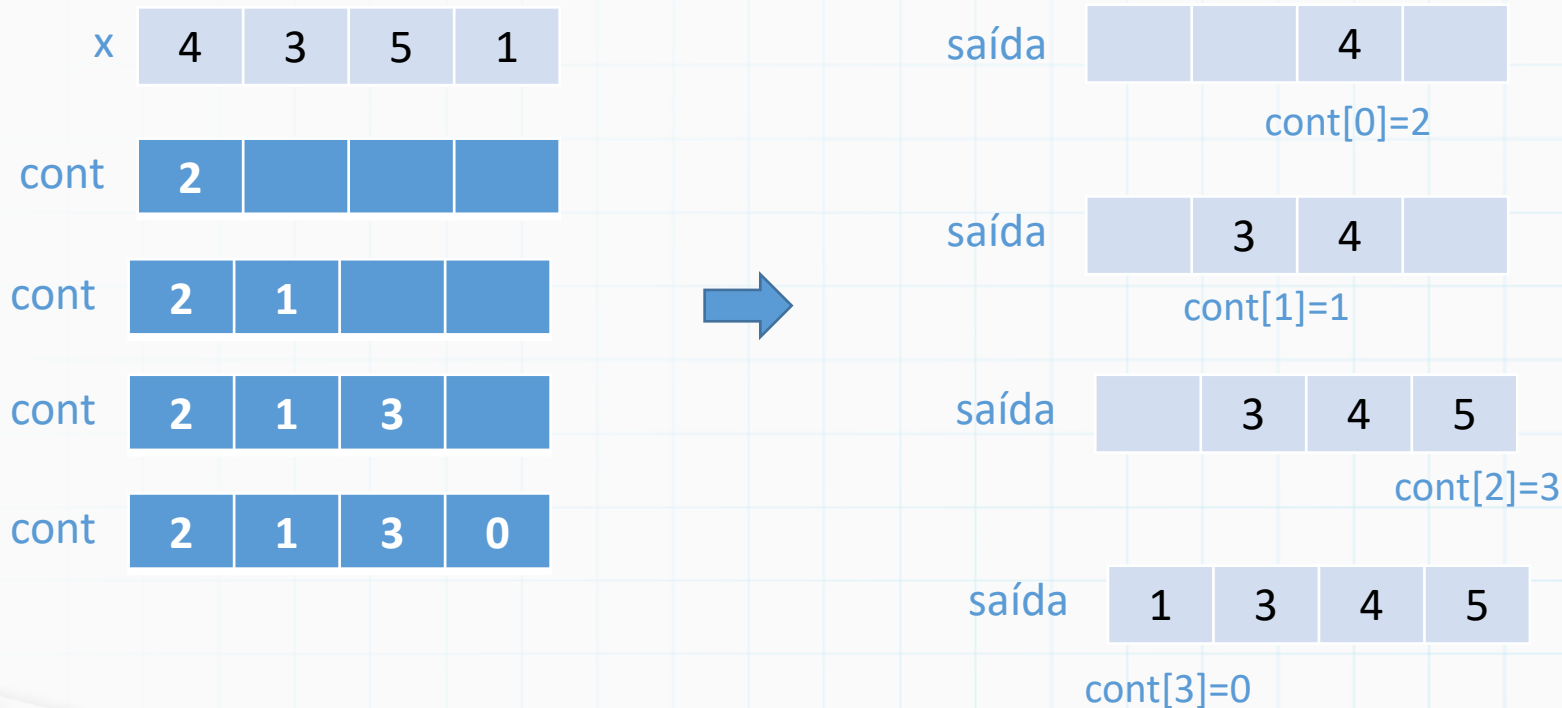 x 4 3 5 1
cont 2
cont 2 1
cont 2 1 3
cont 2 1 3 0
saída 4
cont[0]=2
saída 3 4
cont[1]=1
saída 3 4 5
cont[2]=3
saída 1 3 4 5
cont[3]=0